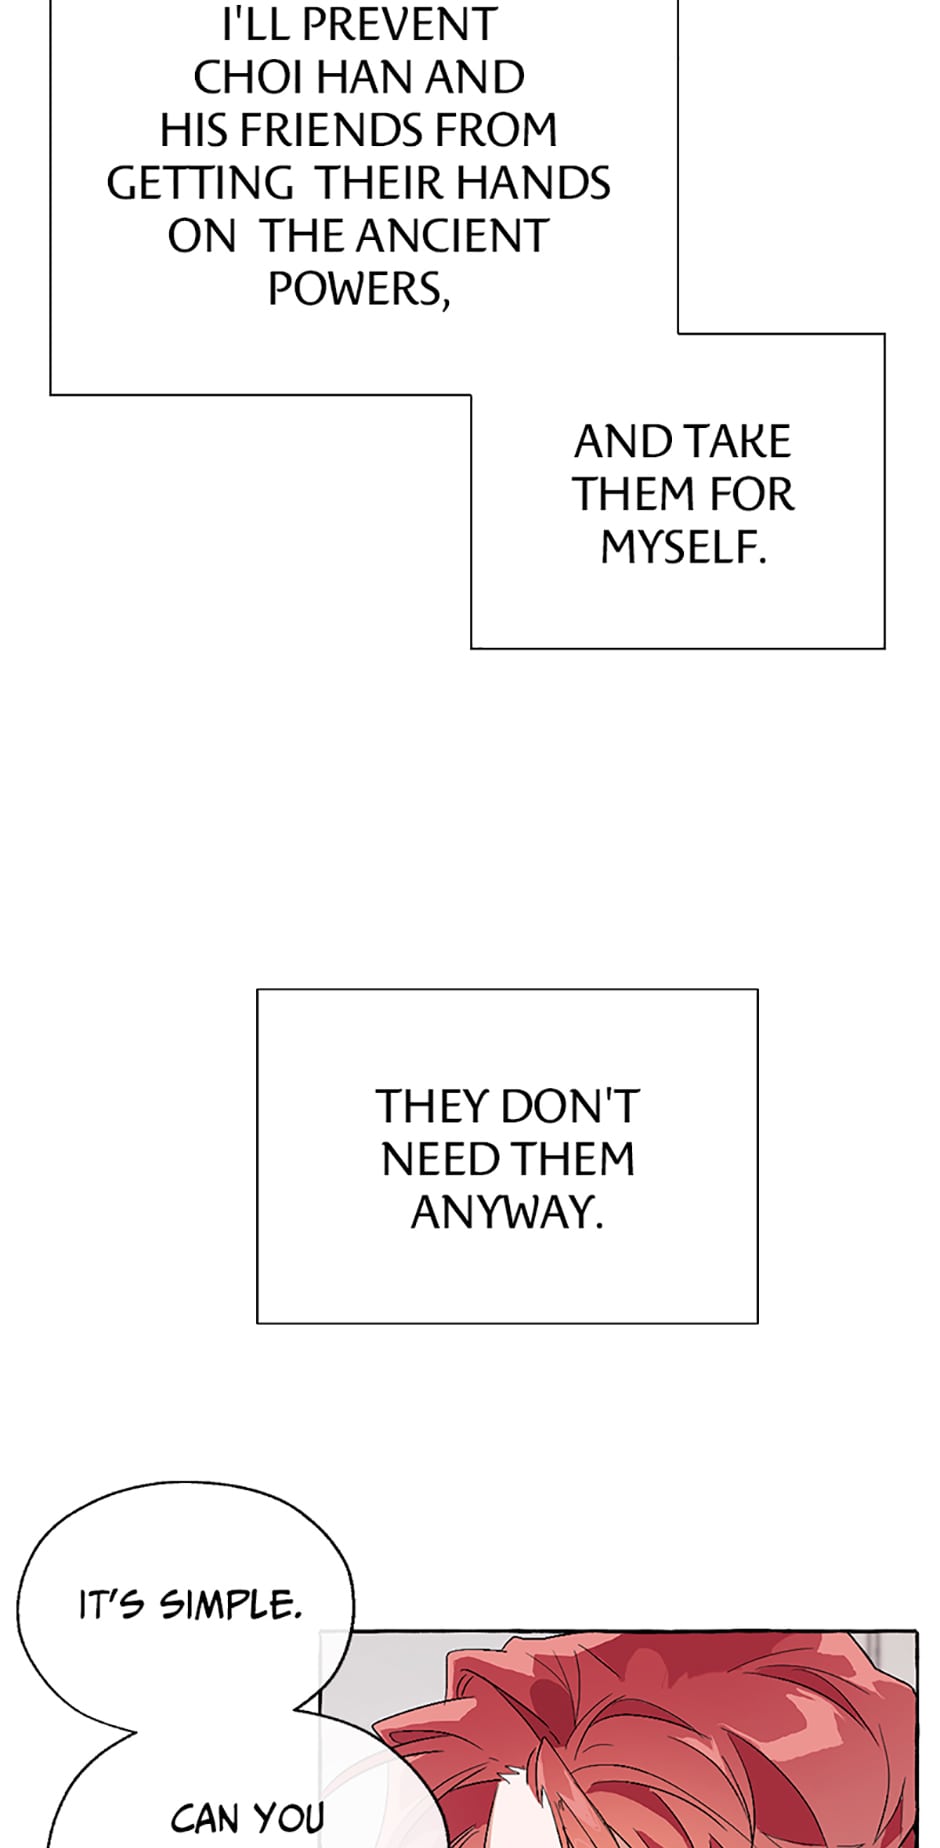 I'LL PREVENT
CHOI HAN AND
HIS FRIENDS FROM
GETTING THEIR HANDS
ON THE ANCIENT
POWERS,
AND TAKE
THEM FOR
MYSELF.
THEY DON'T
NEED THEM
ANYWAY.
IT'S SIMPLE.
CAN YOU